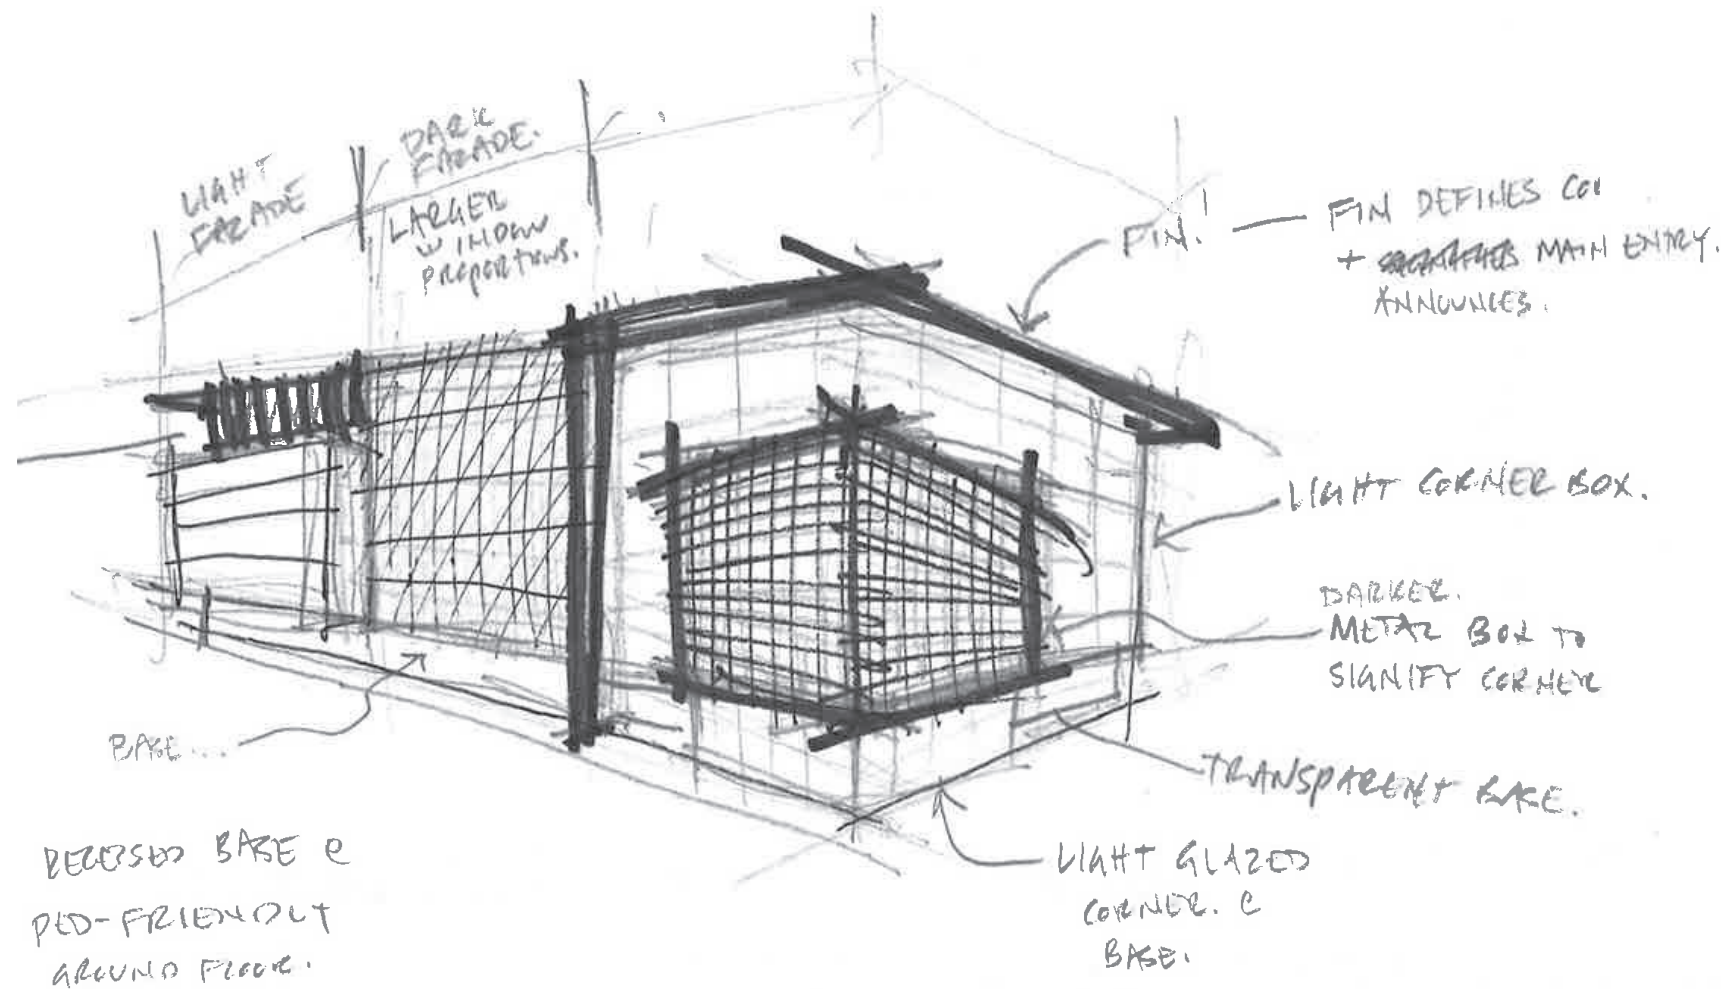 LIGHT
FACADE
DARK
FACADE.
LARGER
WINDOW
PROPORTIONS.
FIN!
FIN DEFINES
+ MAIN ENTRY.
ANNOUNCES.
LIGHT CORNER BOX.
DARKER.
METAL BOX TO
SIGNIFY CORNER
TRANSPARENT BASE.
LIGHT GLAZED
CORNER. @
BASE.
BASE...
RECESSED BASE @
PED-FRIENDLY
GROUND FLOOR.